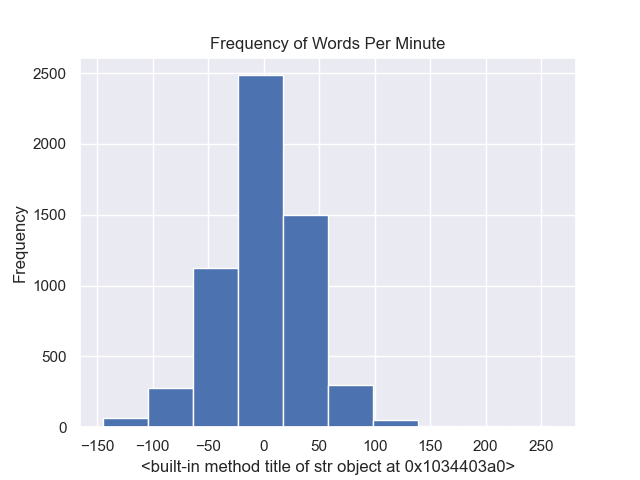 Frequency of Words Per Minute
2500
2000
1500
1000
500
0
Frequency
−150 −100 −50 0 50 100 150 200 250
<built-in method title of str object at 0x1034403a0>